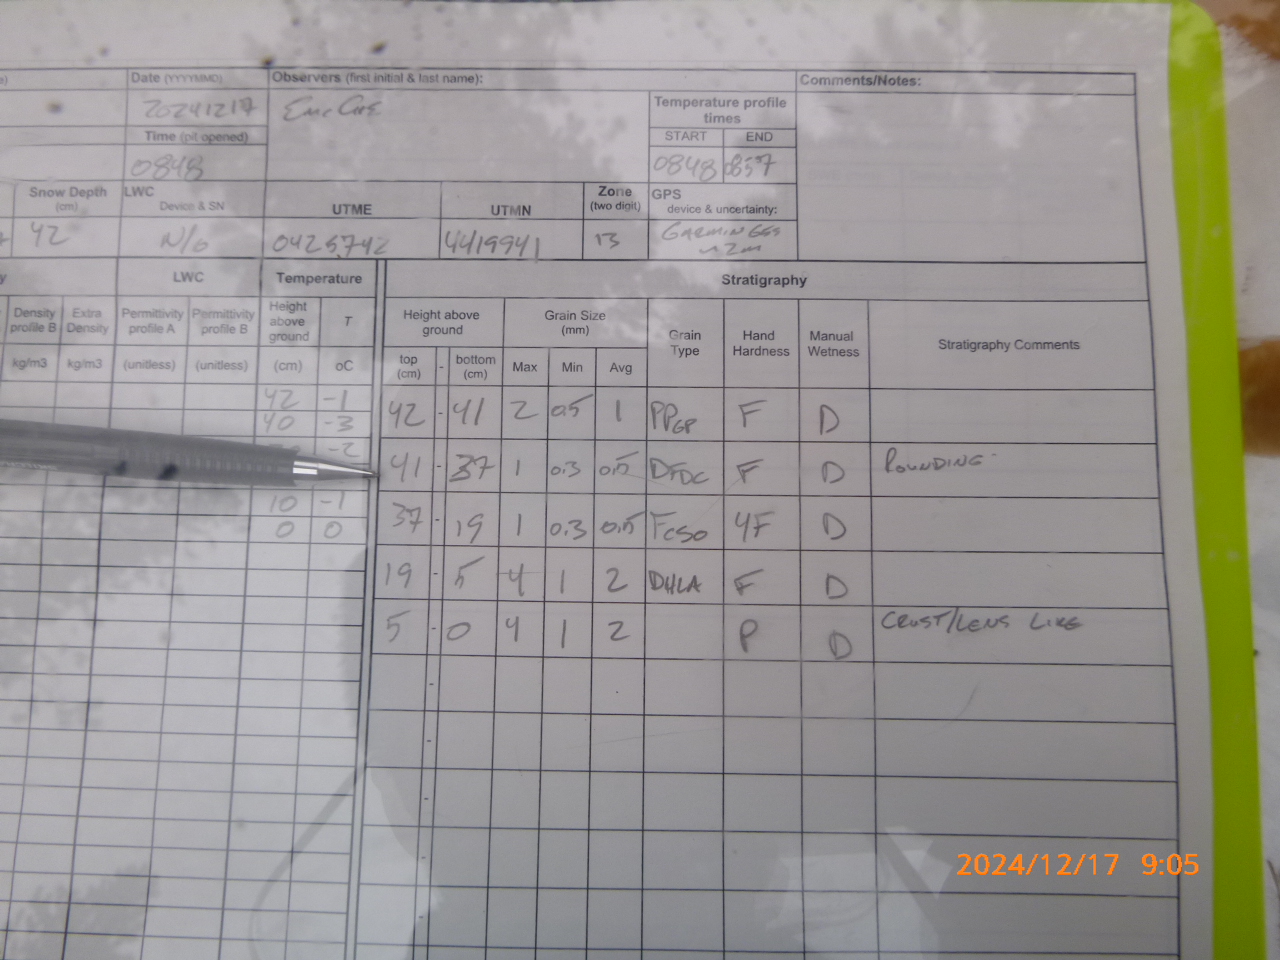 e) Date (YYYYMMDD) Observers (first initial & last name): Comments/Notes:
20241217
Temperature profile times
Time (pit opened) START END
0848 0848 0857
Snow Depth (cm) LWC Device & SN UTME UTMN Zone (two digit) GPS device & uncertainty:
42 N/a 0425742 4419941 13 GARMIN
~2m
y LWC Temperature Stratigraphy
Density profile B Extra Density Permittivity profile A Permittivity profile B Height above ground T Height above ground Grain Size (mm) Grain Type Hand Hardness Manual Wetness Stratigraphy Comments
kg/m3 kg/m3 (unitless) (unitless) (cm) oC top (cm) - bottom (cm) Max Min Avg
42 -1 42 - 41 2 0.5 1 PPGP F D
40 -3
-2 41 - 37 1 0.3 0.5 DFDC F D ROUNDING
10 -1 37 - 19 1 0.3 0.5 FCSO 4F D
0 0
19 - 5 4 1 2 DHLA F D
5 - 0 4 1 2 P D CRUST/LENS LIKE
-
-
-
-
-
2024/12/17 9:05